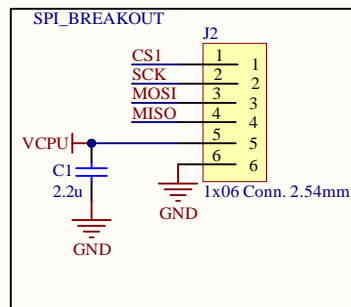 SPI_BREAKOUT
J2
CS1 1 1
SCK 2 2
MOSI 3 3
MISO 4 4
VCPU 5 5
6 6
C1
2.2u
GND
1x06 Conn. 2.54mm
GND